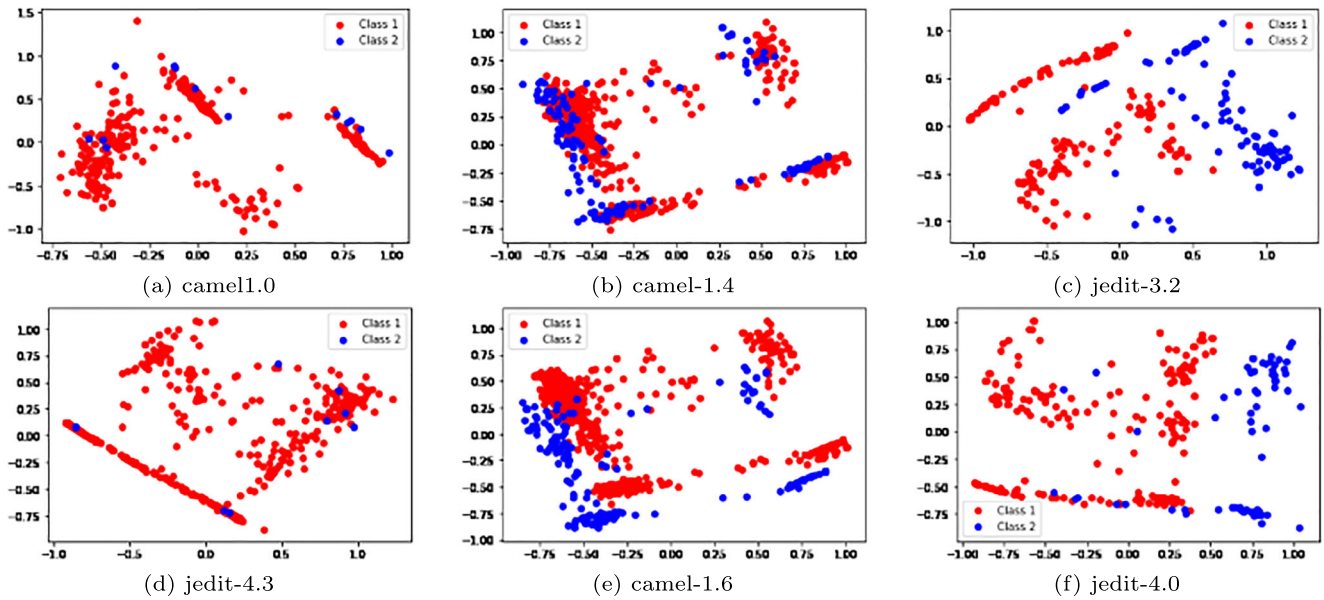 1.5
1.0
0.5
0.0
−0.5
−1.0
Class 1
Class 2
−0.75 −0.50 −0.25 0.00 0.25 0.50 0.75 1.00
(a) camel1.0
1.00
0.75
0.50
0.25
0.00
−0.25
−0.50
−0.75
Class 1
Class 2
−1.00 −0.75 −0.50 −0.25 0.00 0.25 0.50 0.75 1.00
(b) camel-1.4
1.0
0.5
0.0
−0.5
−1.0
Class 1
Class 2
−1.0 −0.5 0.0 0.5 1.0
(c) jedit-3.2
1.00
0.75
0.50
0.25
0.00
−0.25
−0.50
−0.75
Class 1
Class 2
−1.0 −0.5 0.0 0.5 1.0
(d) jedit-4.3
1.00
0.75
0.50
0.25
0.00
−0.25
−0.50
−0.75
−1.00
Class 1
Class 2
−0.75 −0.50 −0.25 0.00 0.25 0.50 0.75 1.00
(e) camel-1.6
1.00
0.75
0.50
0.25
0.00
−0.25
−0.50
−0.75
Class 1
Class 2
−1.00 −0.75 −0.50 −0.25 0.00 0.25 0.50 0.75 1.00
(f) jedit-4.0